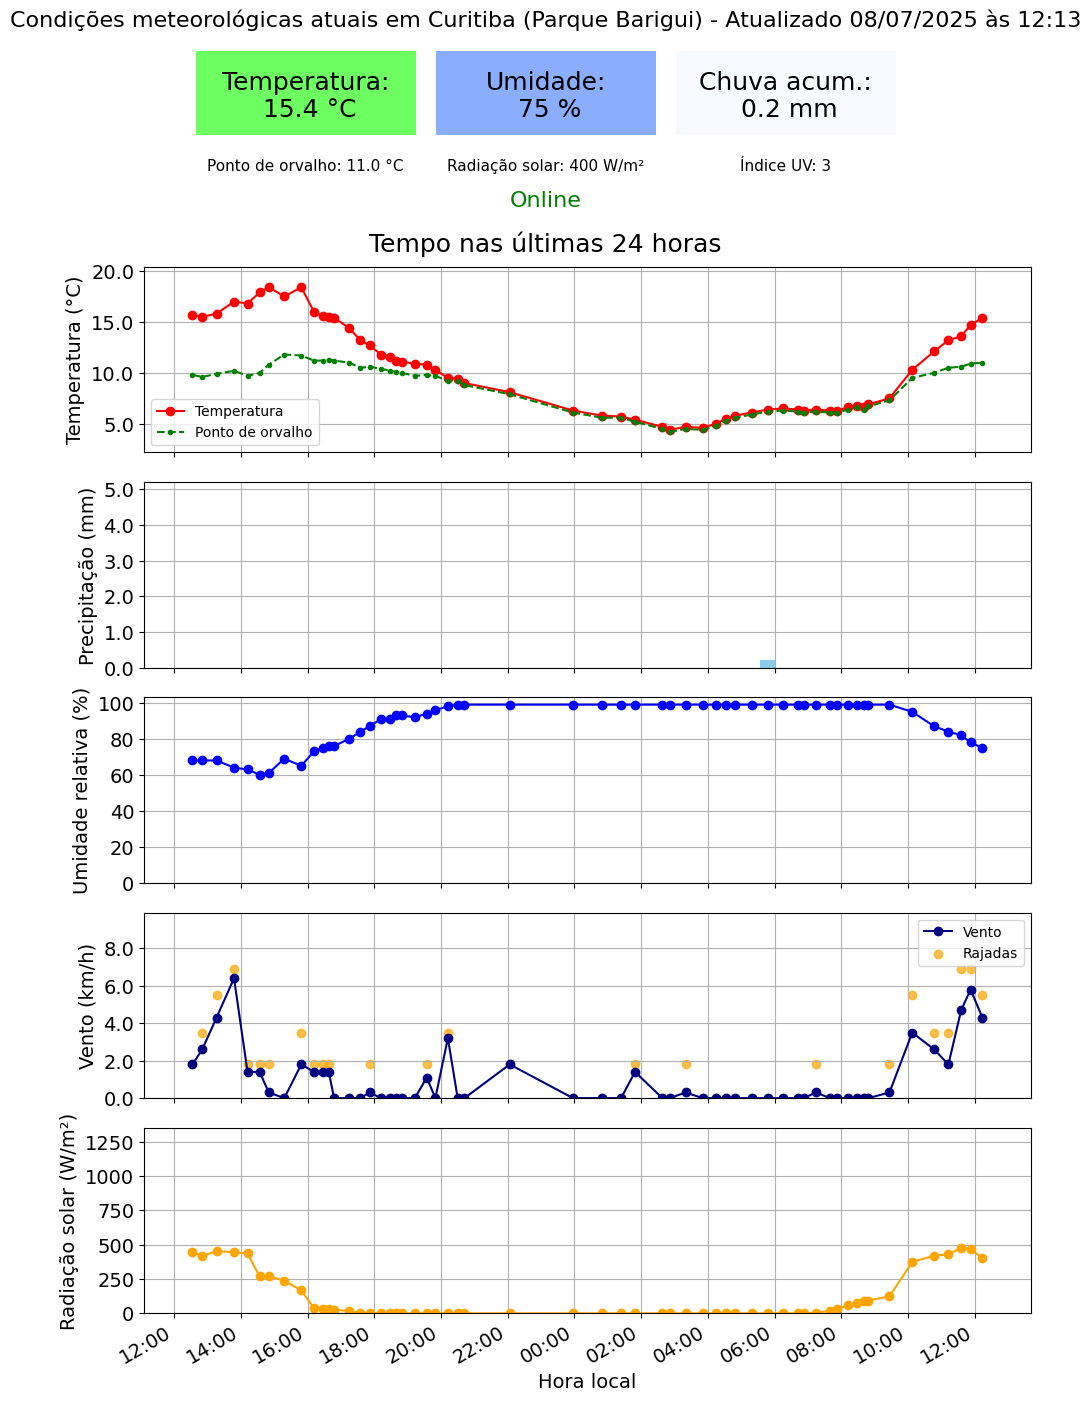 Condições meteorológicas atuais em Curitiba (Parque Barigui) - Atualizado 08/07/2025 às 12:13
Temperatura:
15.4 °C
Umidade:
75 %
Chuva acum.:
0.2 mm
Ponto de orvalho: 11.0 °C
Radiação solar: 400 W/m²
Índice UV: 3
Online
Tempo nas últimas 24 horas
Temperatura (°C)
20.0
15.0
10.0
5.0
Temperatura
Ponto de orvalho
Precipitação (mm)
5.0
4.0
3.0
2.0
1.0
0.0
Umidade relativa (%)
100
80
60
40
20
0
Vento (km/h)
8.0
6.0
4.0
2.0
0.0
Vento
Rajadas
Radiação solar (W/m²)
1250
1000
750
500
250
0
12:00
14:00
16:00
18:00
20:00
22:00
00:00
02:00
04:00
06:00
08:00
10:00
12:00
Hora local